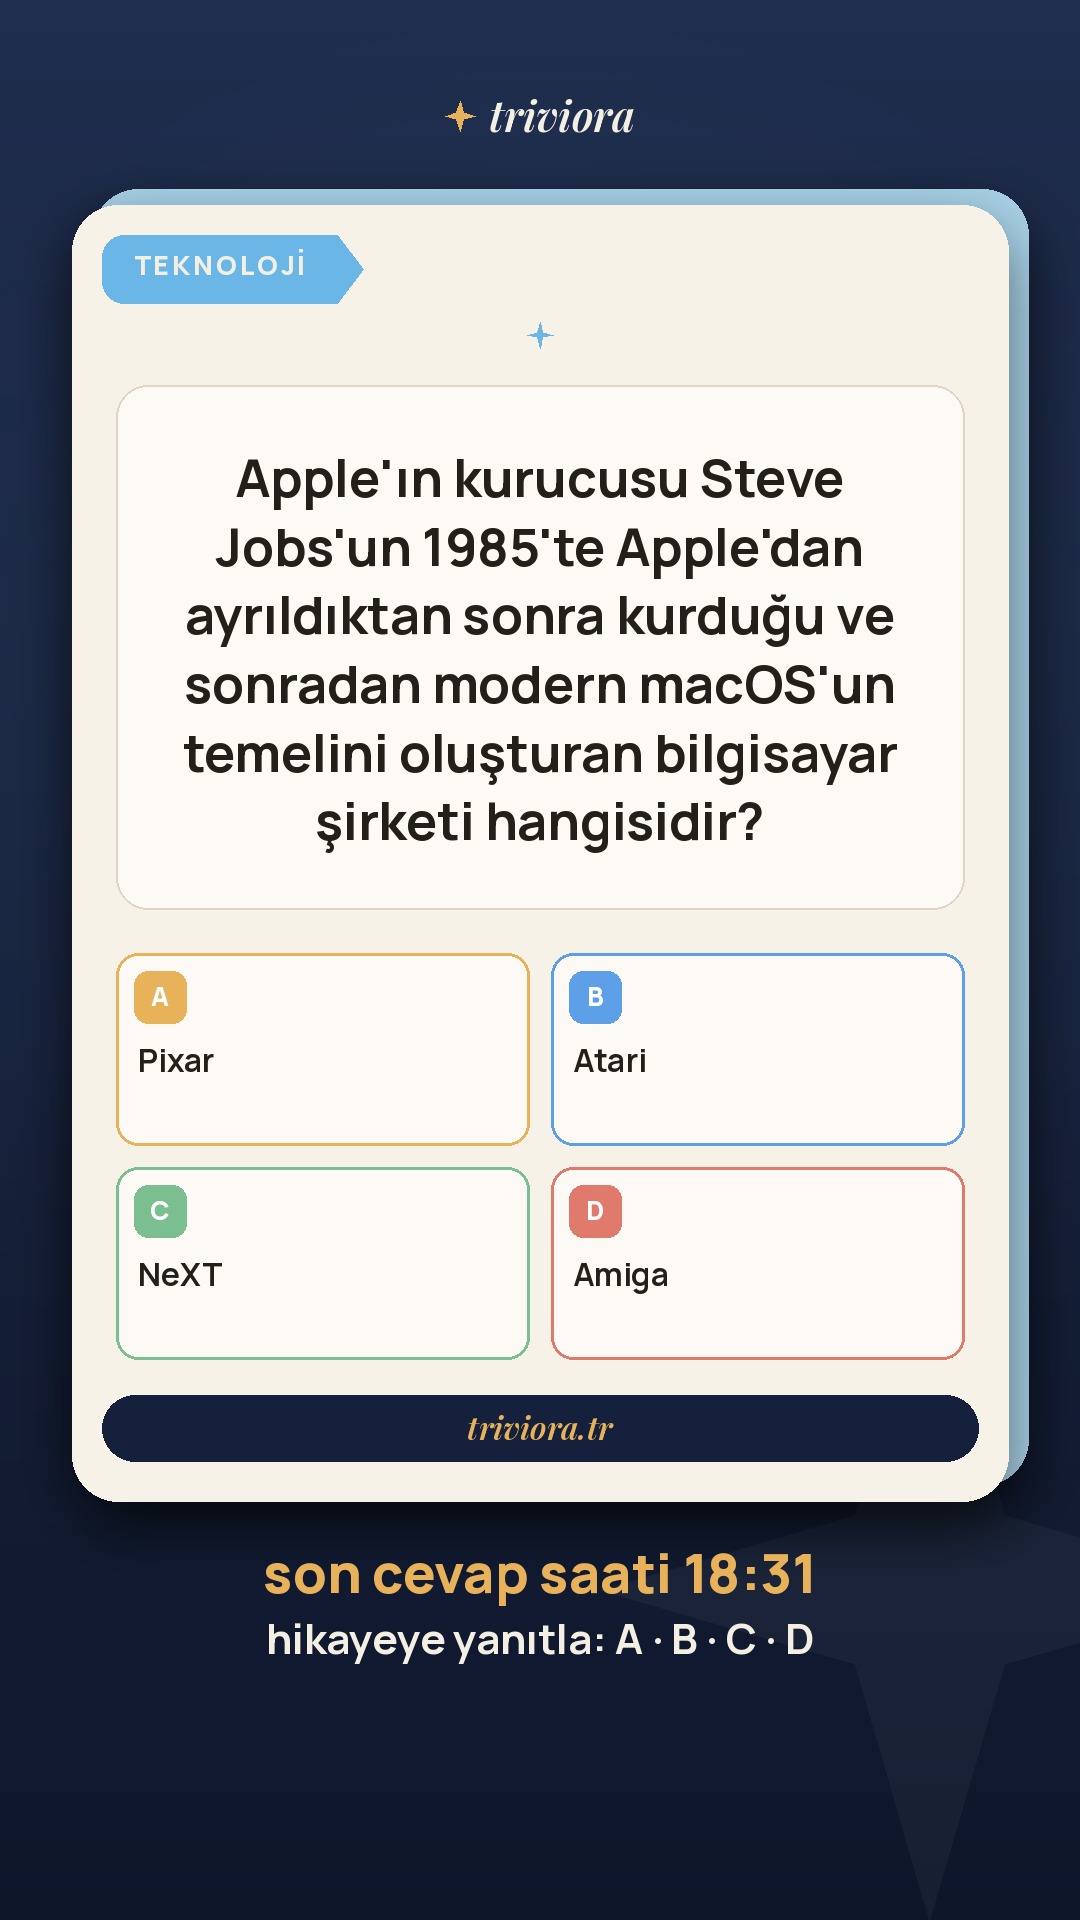 triviora
TEKNOLOJİ
Apple'ın kurucusu Steve
Jobs'un 1985'te Apple'dan
ayrıldıktan sonra kurduğu ve
sonradan modern macOS'un
temelini oluşturan bilgisayar
şirketi hangisidir?
A
Pixar
B
Atari
C
NeXT
D
Amiga
triviora.tr
son cevap saati 18:31
hikayeye yanıtla: A · B · C · D